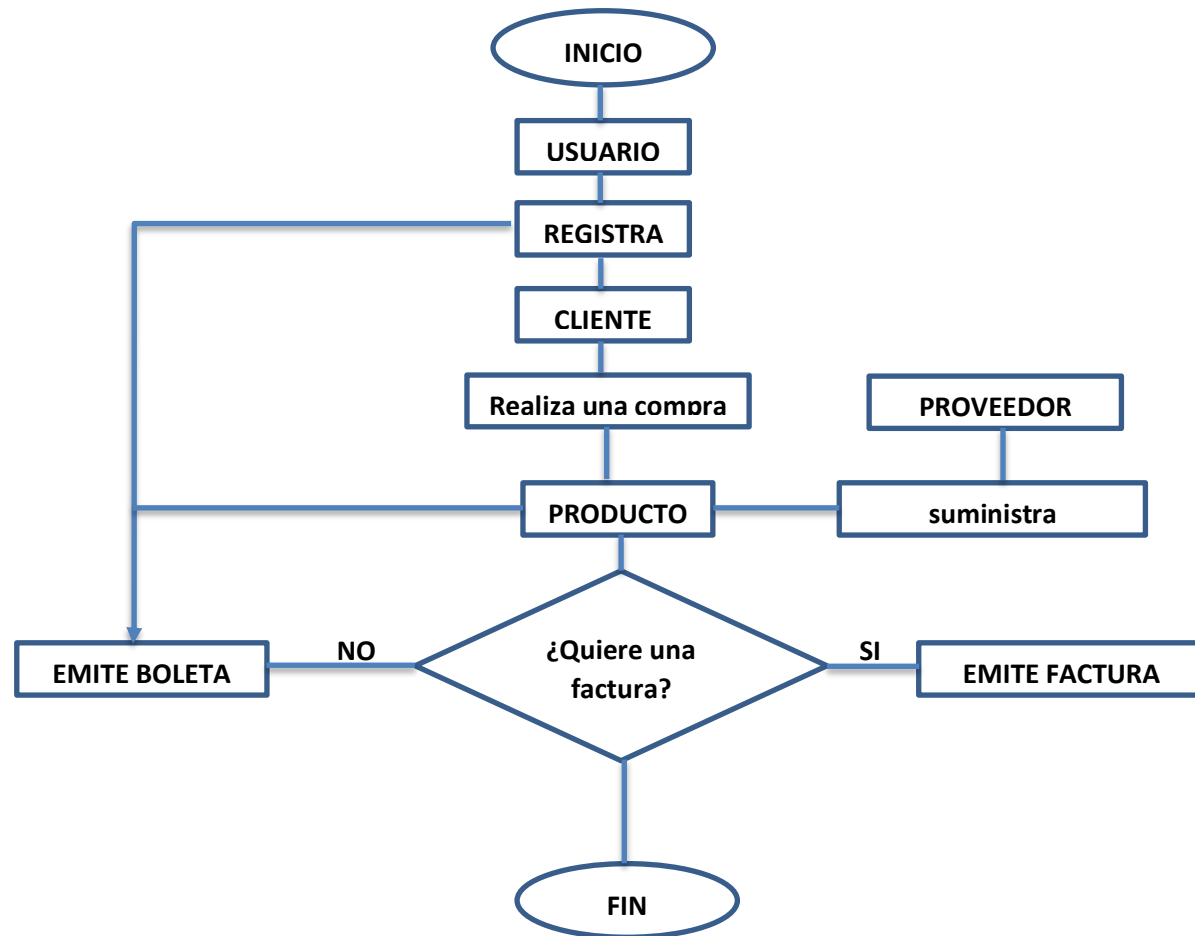 INICIO
USUARIO
REGISTRA
CLIENTE
Realiza una compra
PROVEEDOR
PRODUCTO
suministra
¿Quiere una
factura?
NO
SI
EMITE BOLETA
EMITE FACTURA
FIN